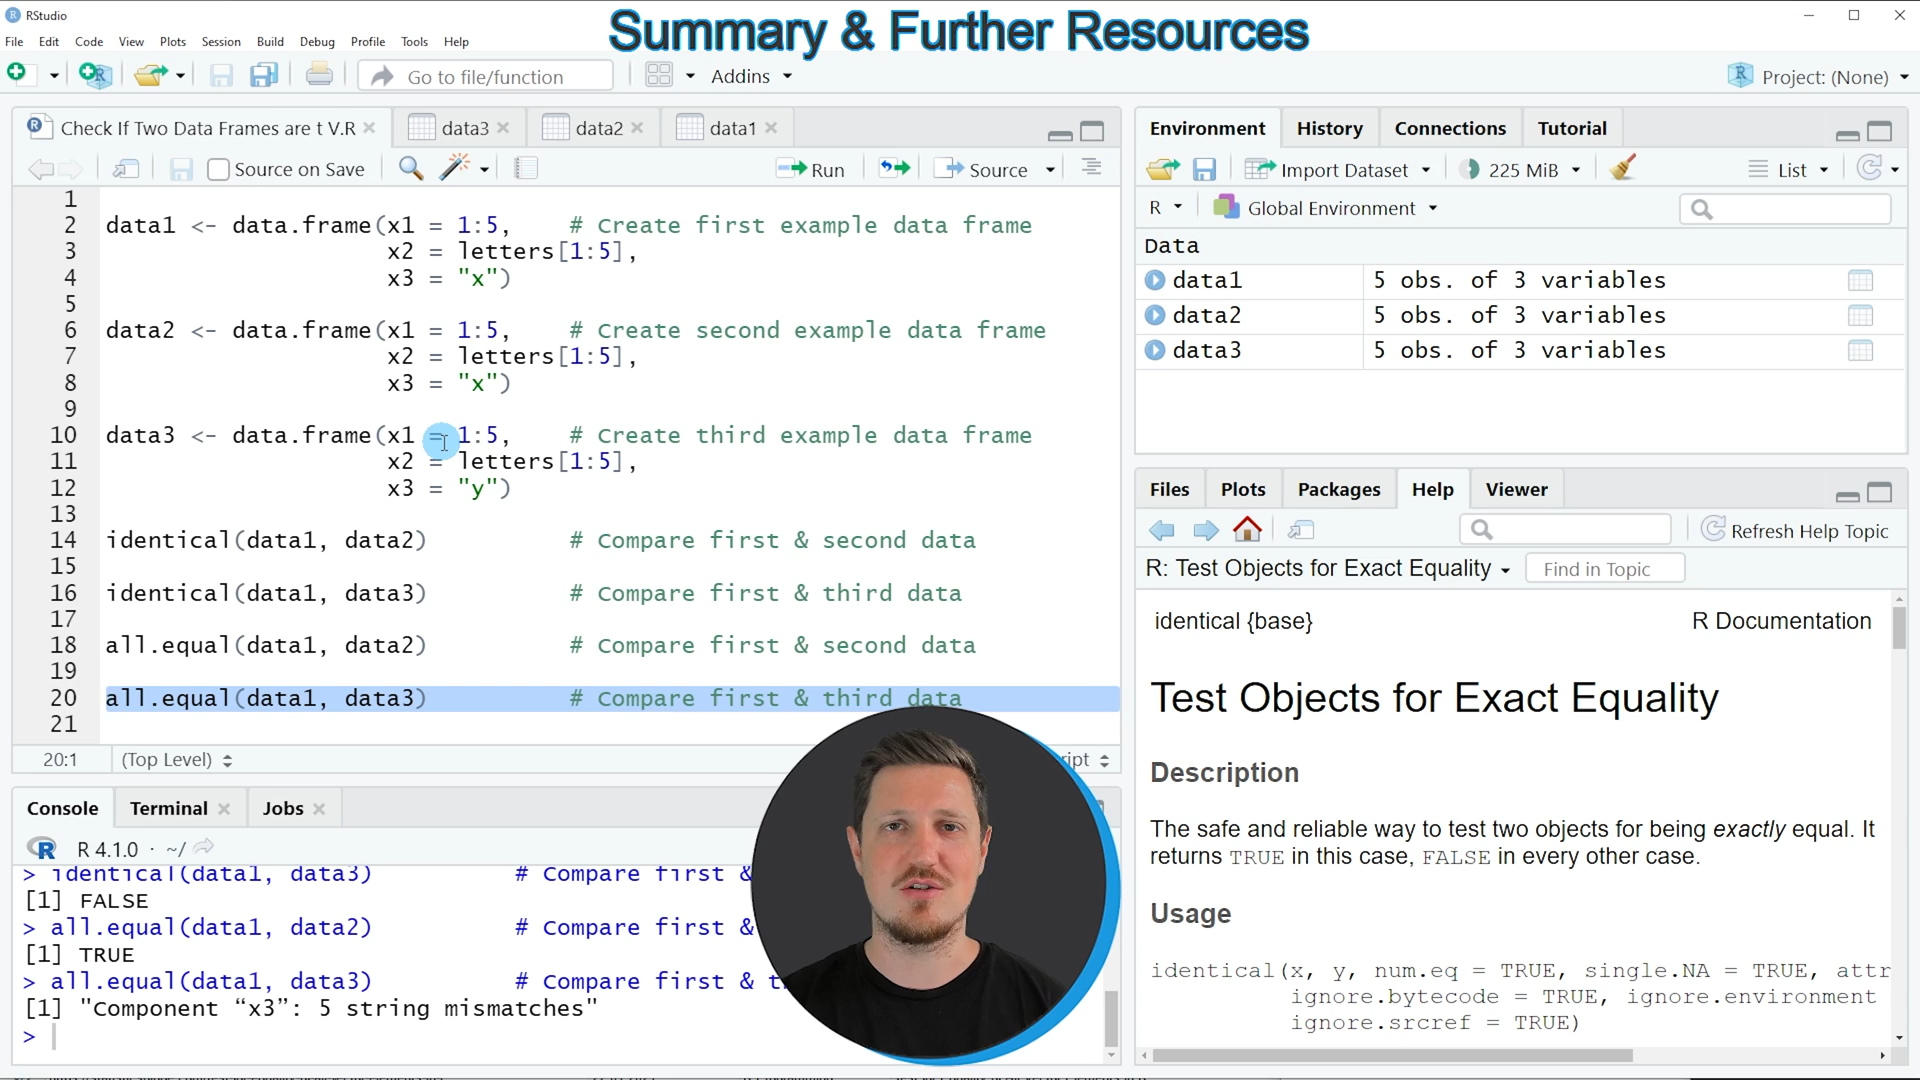 RStudio
Summary & Further Resources
File Edit Code View Plots Session Build Debug Profile Tools Help
Go to file/function Addins Project: (None)
Check If Two Data Frames are t V.R data3 data2 data1
Source on Save Run Source
1
2 data1 <- data.frame(x1 = 1:5, # Create first example data frame
3 x2 = letters[1:5],
4 x3 = "x")
5
6 data2 <- data.frame(x1 = 1:5, # Create second example data frame
7 x2 = letters[1:5],
8 x3 = "x")
9
10 data3 <- data.frame(x1 = 1:5, # Create third example data frame
11 x2 = letters[1:5],
12 x3 = "y")
13
14 identical(data1, data2) # Compare first & second data
15
16 identical(data1, data3) # Compare first & third data
17
18 all.equal(data1, data2) # Compare first & second data
19
20 all.equal(data1, data3) # Compare first & third data
21
20:1 (Top Level)
Console Terminal Jobs
R 4.1.0 · ~/
> identical(data1, data3) # Compare first &
[1] FALSE
> all.equal(data1, data2) # Compare first &
[1] TRUE
> all.equal(data1, data3) # Compare first & t
[1] "Component “x3”: 5 string mismatches"
>
Environment History Connections Tutorial
Import Dataset 225 MiB List
R Global Environment
Data
data1 5 obs. of 3 variables
data2 5 obs. of 3 variables
data3 5 obs. of 3 variables
Files Plots Packages Help Viewer
Refresh Help Topic
R: Test Objects for Exact Equality Find in Topic
identical {base} R Documentation
Test Objects for Exact Equality
Description
The safe and reliable way to test two objects for being exactly equal. It
returns TRUE in this case, FALSE in every other case.
Usage
identical(x, y, num.eq = TRUE, single.NA = TRUE, attr
ignore.bytecode = TRUE, ignore.environment
ignore.srcref = TRUE)